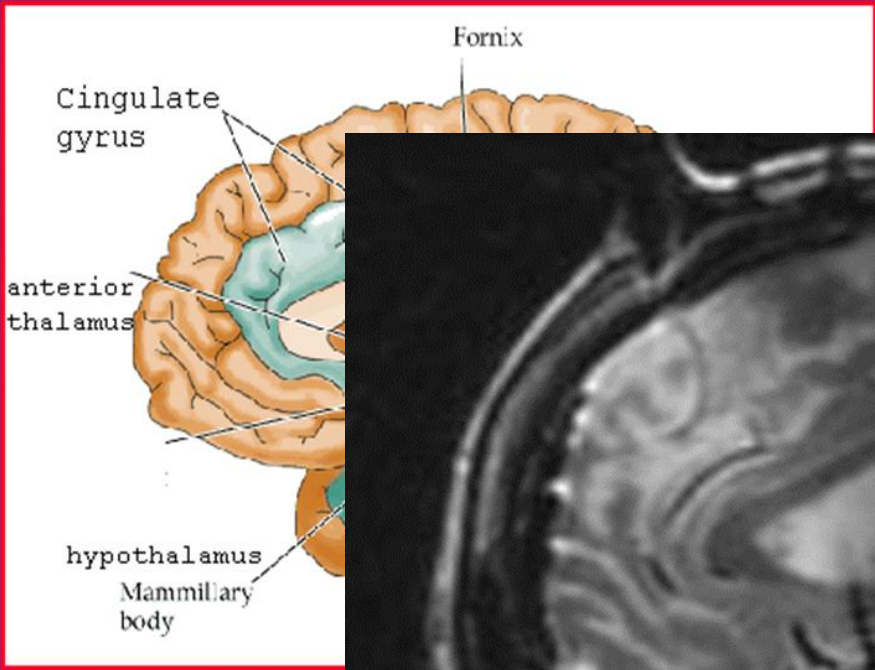 Fornix
Cingulate
gyrus
anterior
thalamus
hypothalamus
Mammillary
body